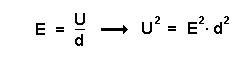 E = U/d ⟶ U² = E²· d²